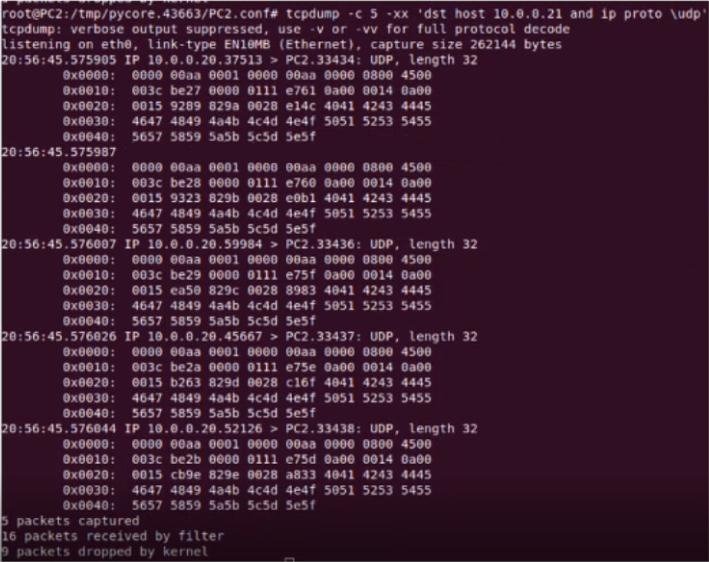 root@PC2:/tmp/pycore.43663/PC2.conf# tcpdump -c 5 -xx 'dst host 10.0.0.21 and ip proto \udp'
tcpdump: verbose output suppressed, use -v or -vv for full protocol decode
listening on eth0, link-type EN10MB (Ethernet), capture size 262144 bytes
20:56:45.575905 IP 10.0.0.20.37513 > PC2.33434: UDP, length 32
0x0000: 0000 00aa 0001 0000 00aa 0000 0800 4500
0x0010: 003c be27 0000 0111 e761 0a00 0014 0a00
0x0020: 0015 9289 829a 0028 e14c 4041 4243 4445
0x0030: 4647 4849 4a4b 4c4d 4e4f 5051 5253 5455
0x0040: 5657 5859 5a5b 5c5d 5e5f
20:56:45.575987
0x0000: 0000 00aa 0001 0000 00aa 0000 0800 4500
0x0010: 003c be28 0000 0111 e760 0a00 0014 0a00
0x0020: 0015 9323 829b 0028 e0b1 4041 4243 4445
0x0030: 4647 4849 4a4b 4c4d 4e4f 5051 5253 5455
0x0040: 5657 5859 5a5b 5c5d 5e5f
20:56:45.576007 IP 10.0.0.20.59984 > PC2.33436: UDP, length 32
0x0000: 0000 00aa 0001 0000 00aa 0000 0800 4500
0x0010: 003c be29 0000 0111 e75f 0a00 0014 0a00
0x0020: 0015 ea50 829c 0028 8983 4041 4243 4445
0x0030: 4647 4849 4a4b 4c4d 4e4f 5051 5253 5455
0x0040: 5657 5859 5a5b 5c5d 5e5f
20:56:45.576026 IP 10.0.0.20.45667 > PC2.33437: UDP, length 32
0x0000: 0000 00aa 0001 0000 00aa 0000 0800 4500
0x0010: 003c be2a 0000 0111 e75e 0a00 0014 0a00
0x0020: 0015 b263 829d 0028 c16f 4041 4243 4445
0x0030: 4647 4849 4a4b 4c4d 4e4f 5051 5253 5455
0x0040: 5657 5859 5a5b 5c5d 5e5f
20:56:45.576044 IP 10.0.0.20.52126 > PC2.33438: UDP, length 32
0x0000: 0000 00aa 0001 0000 00aa 0000 0800 4500
0x0010: 003c be2b 0000 0111 e75d 0a00 0014 0a00
0x0020: 0015 cb9e 829e 0028 a833 4041 4243 4445
0x0030: 4647 4849 4a4b 4c4d 4e4f 5051 5253 5455
0x0040: 5657 5859 5a5b 5c5d 5e5f
5 packets captured
16 packets received by filter
9 packets dropped by kernel